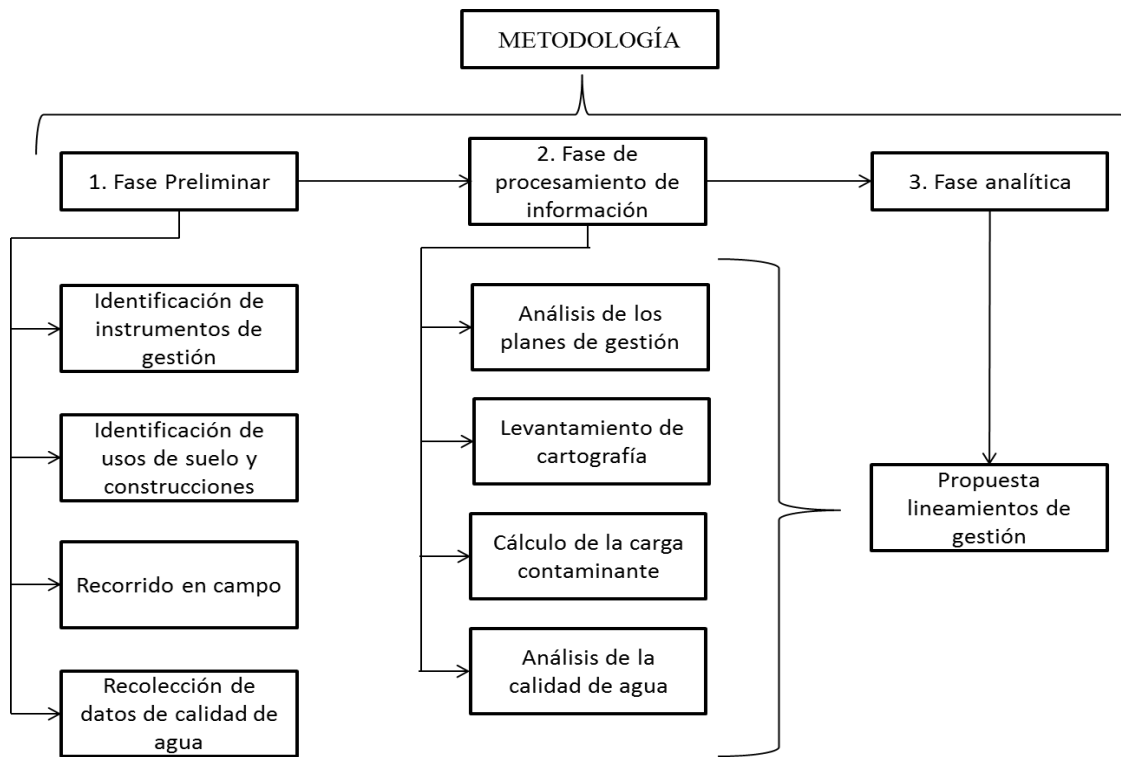 METODOLOGÍA
1. Fase Preliminar
2. Fase de
procesamiento de
información
3. Fase analítica
Identificación de
instrumentos de
gestión
Identificación de
usos de suelo y
construcciones
Recorrido en campo
Recolección de
datos de calidad de
agua
Análisis de los
planes de gestión
Levantamiento de
cartografía
Cálculo de la carga
contaminante
Análisis de la
calidad de agua
Propuesta
lineamientos de
gestión